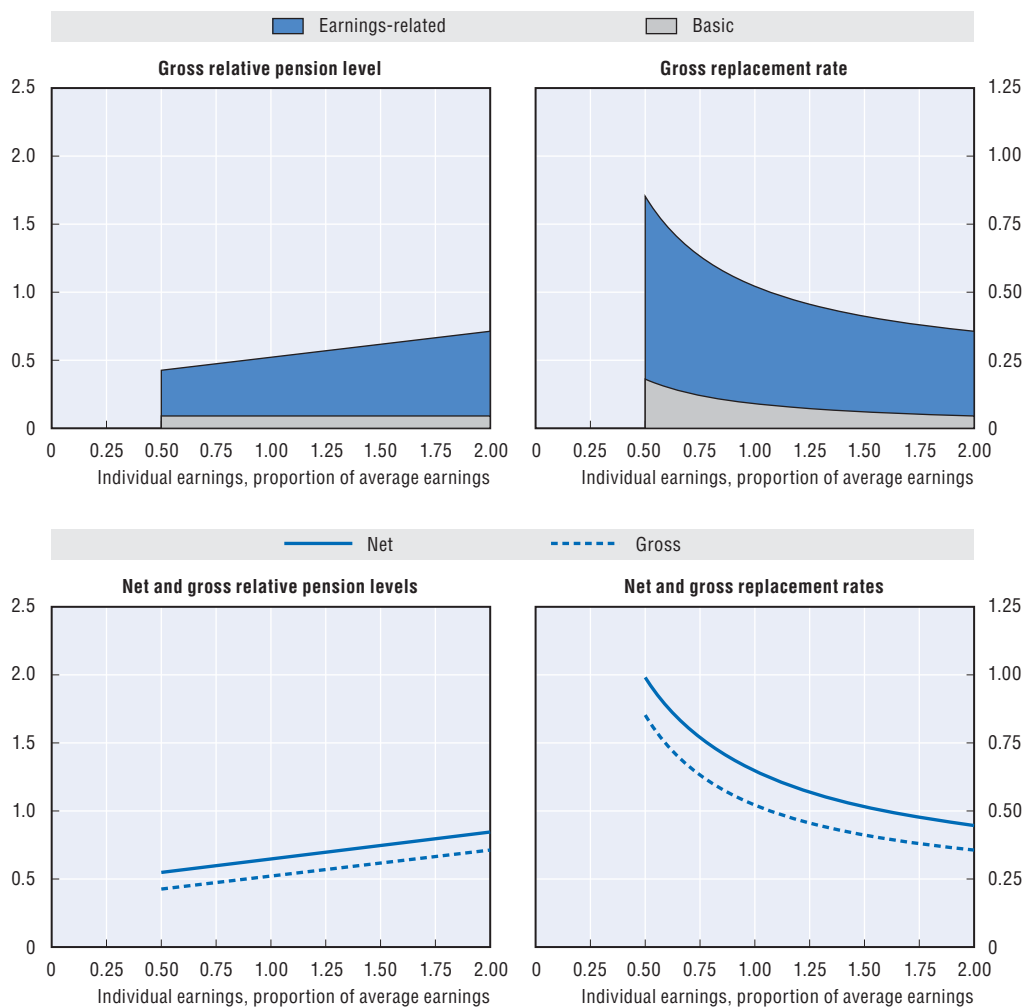 Earnings-related Basic
Gross relative pension level
2.5
2.0
1.5
1.0
0.5
0
0 0.25 0.50 0.75 1.00 1.25 1.50 1.75 2.00
Individual earnings, proportion of average earnings
Gross replacement rate
1.25
1.00
0.75
0.50
0.25
0
0 0.25 0.50 0.75 1.00 1.25 1.50 1.75 2.00
Individual earnings, proportion of average earnings
Net Gross
Net and gross relative pension levels
2.5
2.0
1.5
1.0
0.5
0
0 0.25 0.50 0.75 1.00 1.25 1.50 1.75 2.00
Individual earnings, proportion of average earnings
Net and gross replacement rates
1.25
1.00
0.75
0.50
0.25
0
0 0.25 0.50 0.75 1.00 1.25 1.50 1.75 2.00
Individual earnings, proportion of average earnings